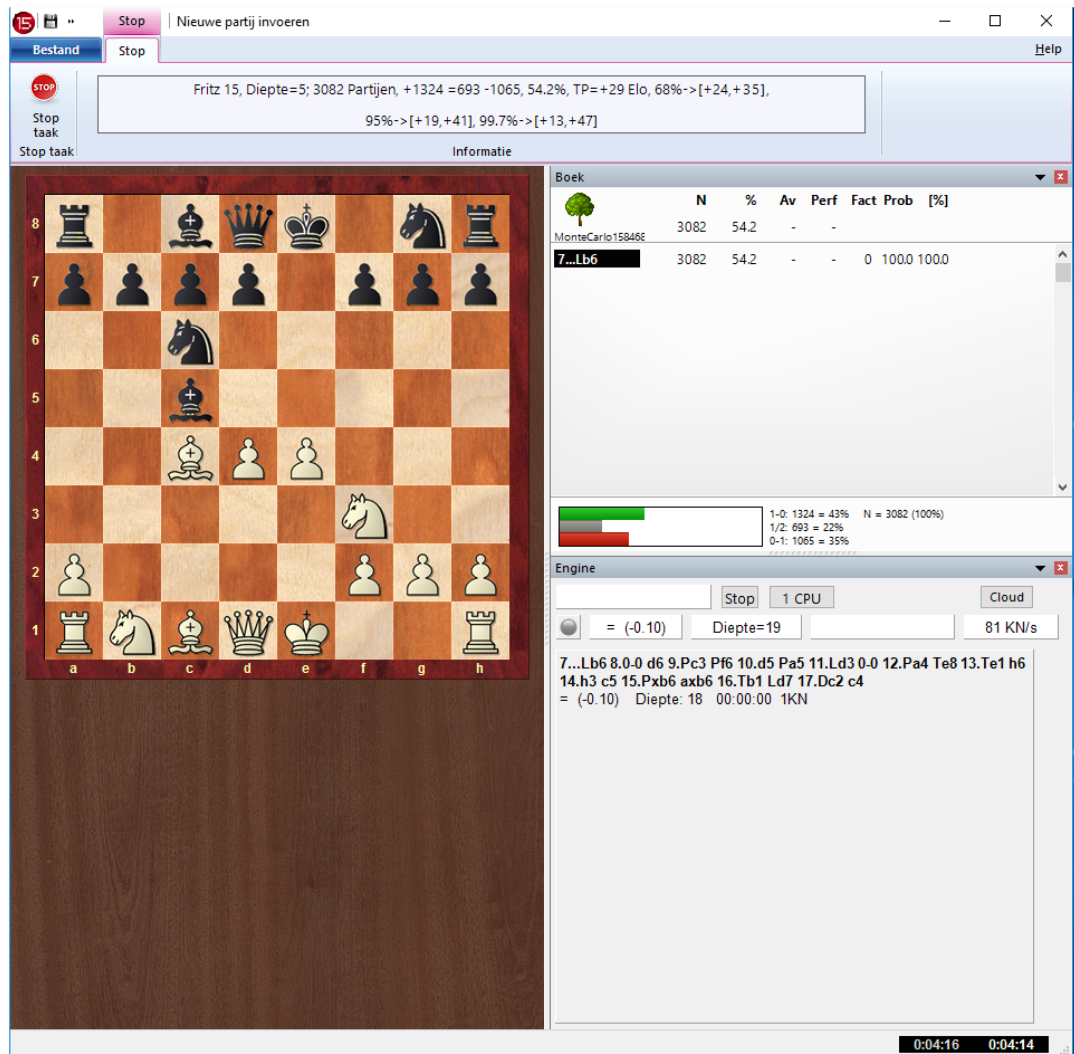 15 Stop Nieuwe partij invoeren
Bestand Stop Help
STOP
Stop
taak
Stop taak
Fritz 15, Diepte=5; 3082 Partijen, +1324 =693 -1065, 54.2%, TP=+29 Elo, 68%->[+24,+35],
95%->[+19,+41], 99.7%->[+13,+47]
Informatie
8
7
6
5
4
3
2
1
a b c d e f g h
Boek
N % Av Perf Fact Prob [%]
MonteCarlo158468 3082 54.2 - -
7...Lb6 3082 54.2 - - 0 100.0 100.0
1-0: 1324 = 43% N = 3082 (100%)
1/2: 693 = 22%
0-1: 1065 = 35%
Engine
Stop 1 CPU Cloud
= (-0.10) Diepte=19 81 KN/s
7...Lb6 8.0-0 d6 9.Pc3 Pf6 10.d5 Pa5 11.Ld3 0-0 12.Pa4 Te8 13.Te1 h6
14.h3 c5 15.Pxb6 axb6 16.Tb1 Ld7 17.Dc2 c4
= (-0.10) Diepte: 18 00:00:00 1KN
0:04:16 0:04:14